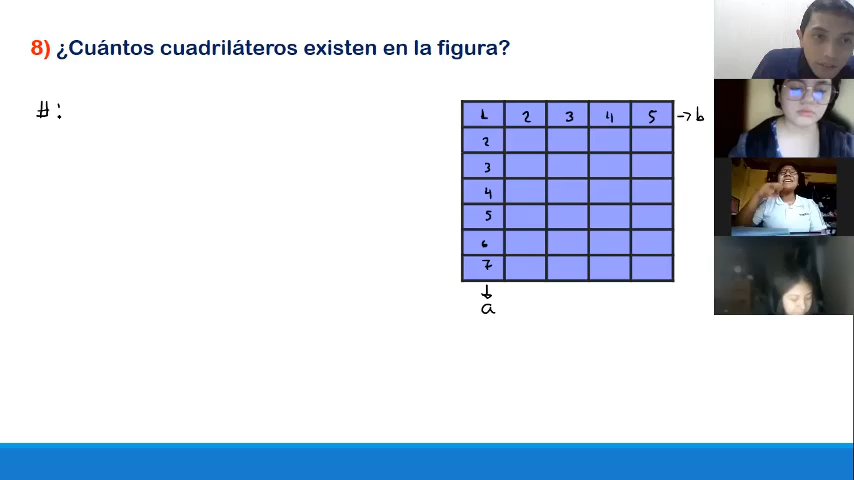 8) ¿Cuántos cuadriláteros existen en la figura?
#:
1 2 3 4 5 → b
2
3
4
5
6
7
↓
a